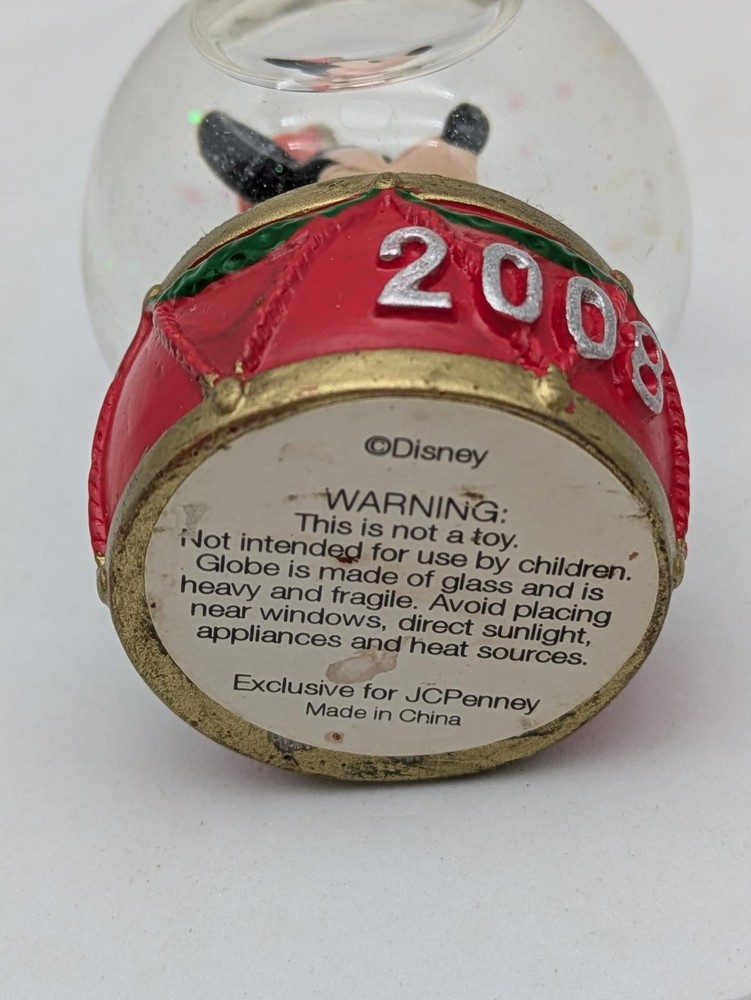 2008
©Disney
WARNING:
This is not a toy.
Not intended for use by children.
Globe is made of glass and is
heavy and fragile. Avoid placing
near windows, direct sunlight,
appliances and heat sources.
Exclusive for JCPenney
Made in China